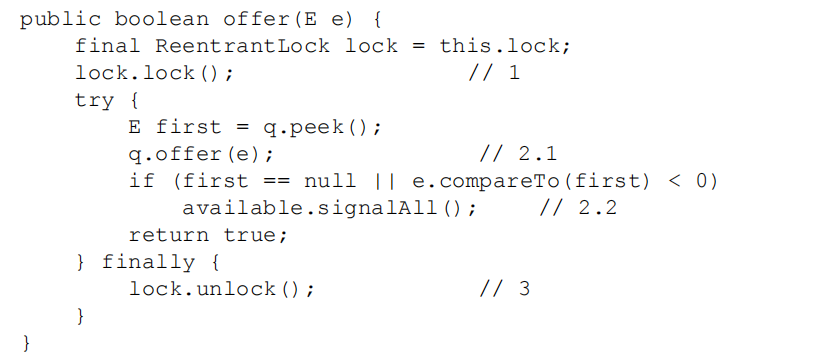 public boolean offer(E e) {
    final ReentrantLock lock = this.lock;
    lock.lock();                 // 1
    try {
        E first = q.peek();
        q.offer(e);               // 2.1
        if (first == null || e.compareTo(first) < 0)
            available.signalAll();     // 2.2
        return true;
    } finally {
        lock.unlock();            // 3
    }
}